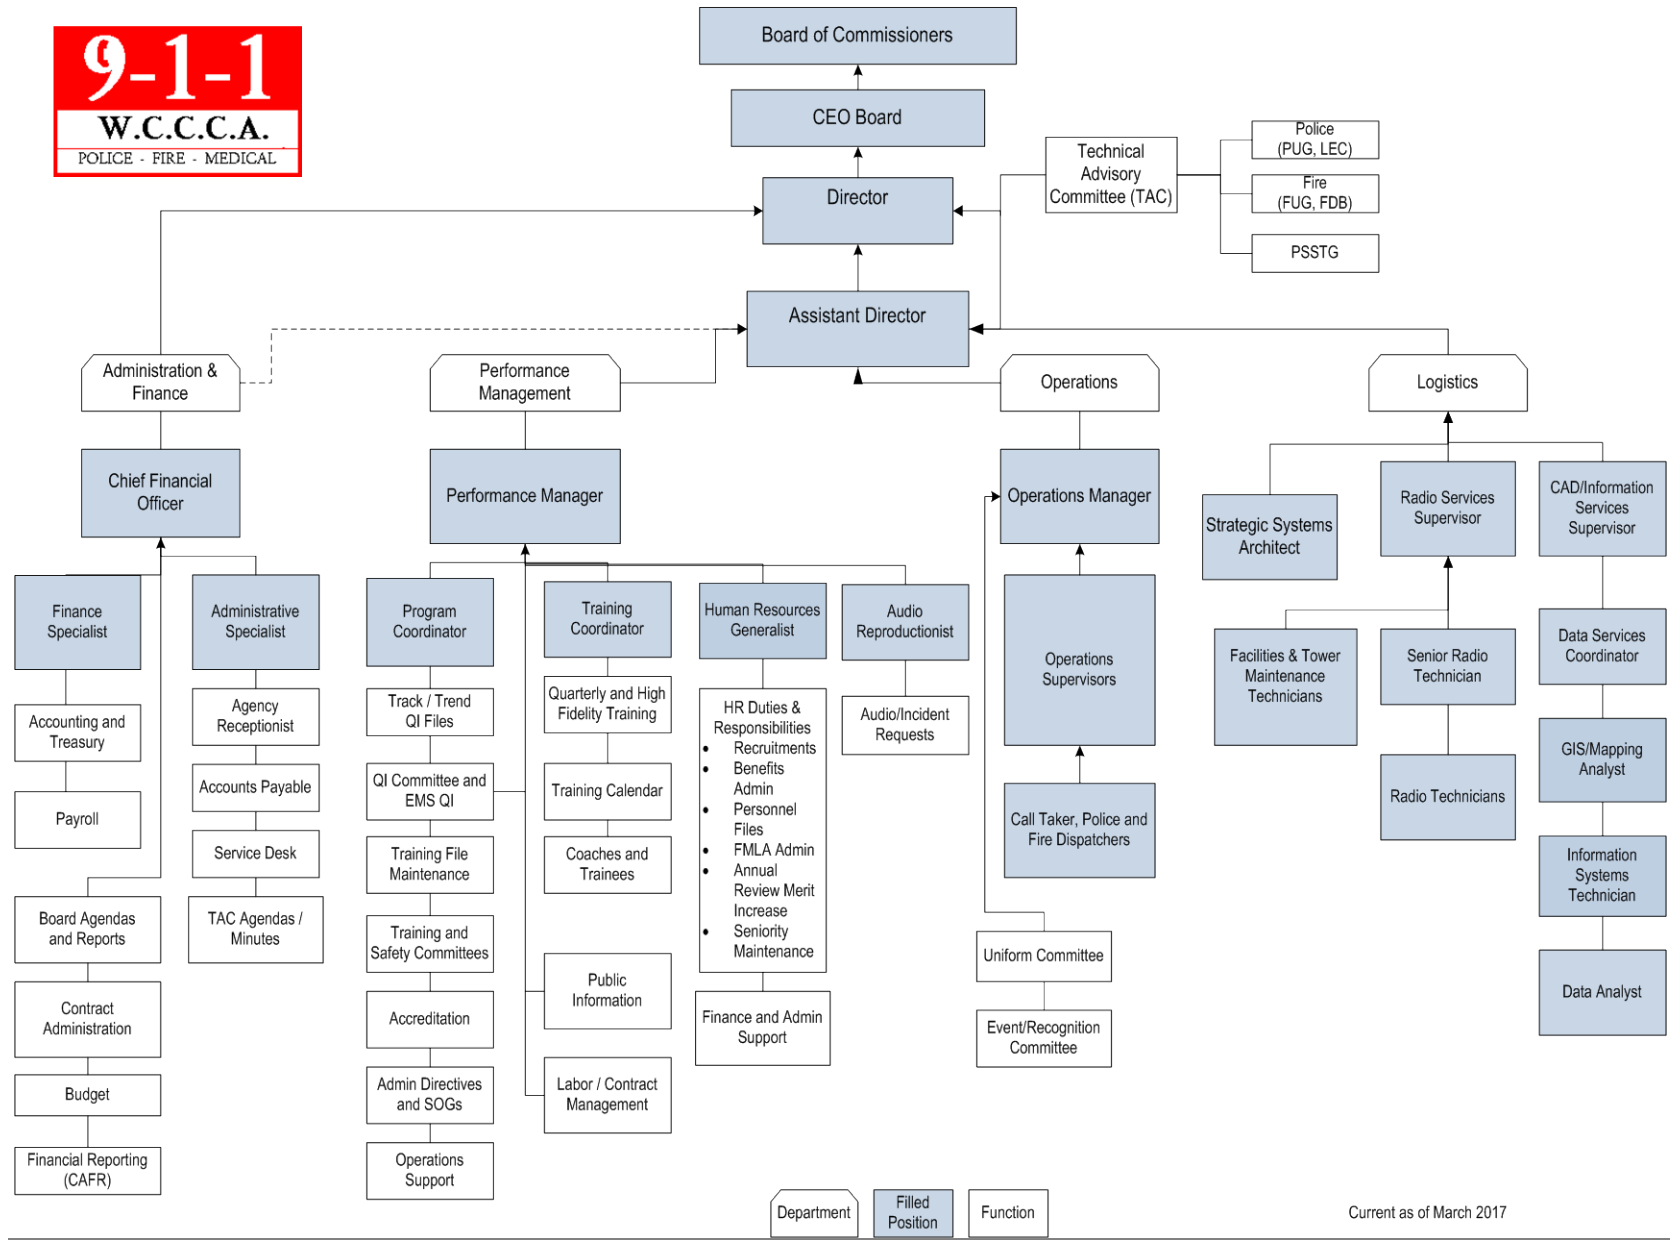 9-1-1
W.C.C.C.A.
POLICE - FIRE - MEDICAL
Board of Commissioners
CEO Board
Director
Technical
Advisory
Committee (TAC)
Police
(PUG, LEC)
Fire
(FUG, FDB)
PSSTG
Assistant Director
Administration &
Finance
Performance
Management
Operations
Logistics
Chief Financial
Officer
Performance Manager
Operations Manager
Strategic Systems
Architect
Radio Services
Supervisor
CAD/Information
Services
Supervisor
Finance
Specialist
Administrative
Specialist
Program
Coordinator
Training
Coordinator
Human Resources
Generalist
Audio
Reproductionist
Operations
Supervisors
Facilities & Tower
Maintenance
Technicians
Senior Radio
Technician
Data Services
Coordinator
Accounting and
Treasury
Payroll
Agency
Receptionist
Accounts Payable
Service Desk
TAC Agendas /
Minutes
Board Agendas
and Reports
Contract
Administration
Budget
Financial Reporting
(CAFR)
Track / Trend
QI Files
QI Committee and
EMS QI
Training File
Maintenance
Training and
Safety Committees
Accreditation
Admin Directives
and SOGs
Operations
Support
Quarterly and High
Fidelity Training
Training Calendar
Coaches and
Trainees
Public
Information
Labor / Contract
Management
HR Duties &
Responsibilities
• Recruitments
• Benefits
Admin
• Personnel
Files
• FMLA Admin
• Annual
Review Merit
Increase
• Seniority
Maintenance
Finance and Admin
Support
Audio/Incident
Requests
Call Taker, Police and
Fire Dispatchers
Uniform Committee
Event/Recognition
Committee
Radio Technicians
GIS/Mapping
Analyst
Information
Systems
Technician
Data Analyst
Department
Filled
Position
Function
Current as of March 2017